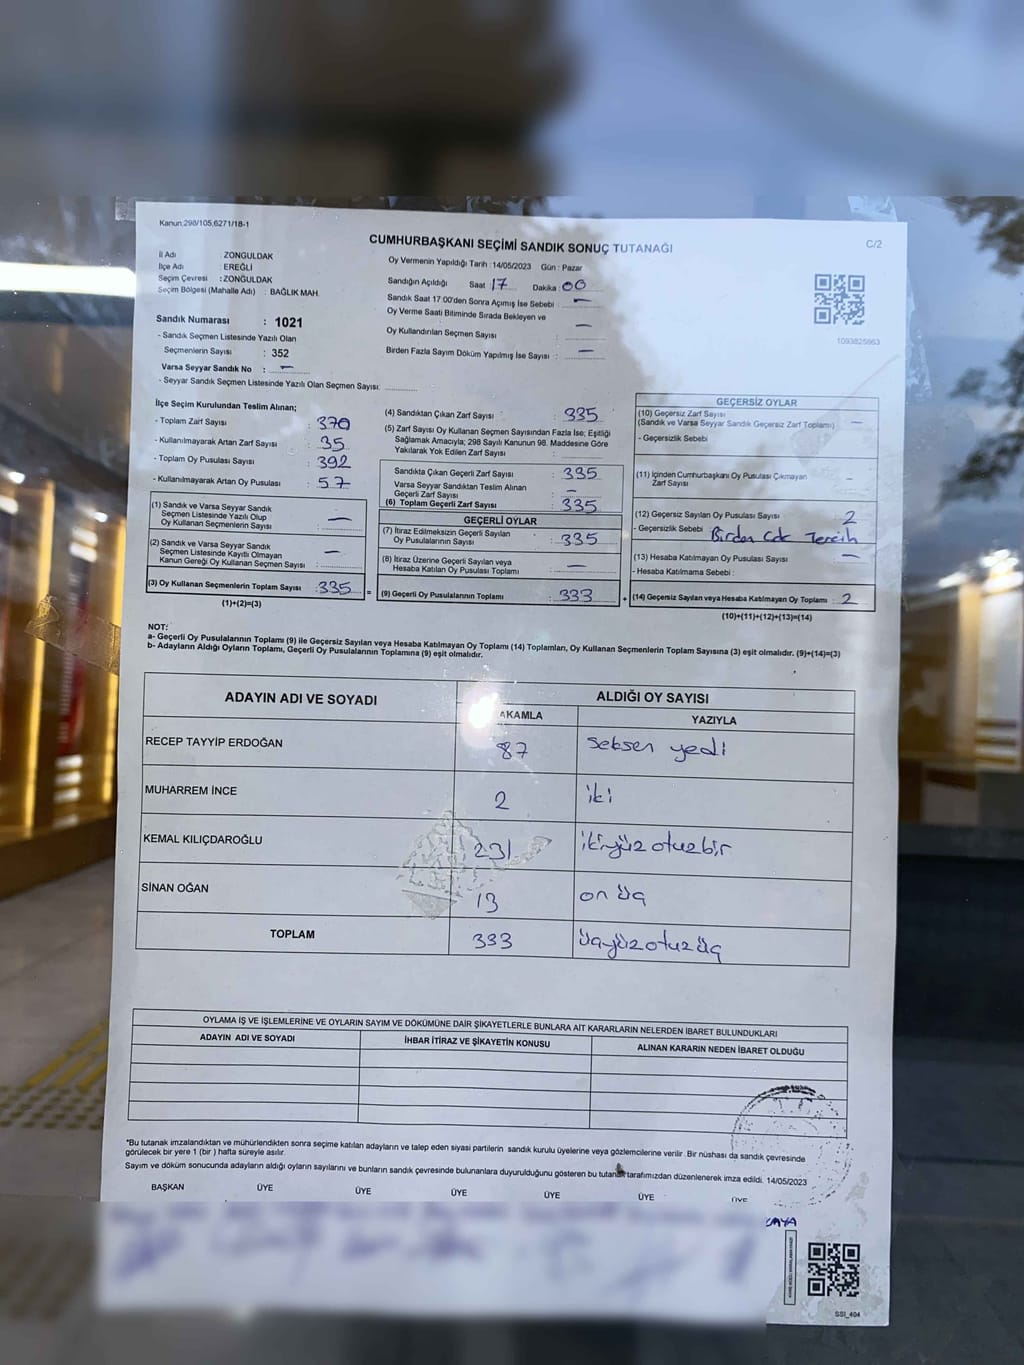 Kanun 298/105,6271/18-1
CUMHURBAŞKANI SEÇİMİ SANDIK SONUÇ TUTANAĞI
C/2
İl Adı ZONGULDAK
İlçe Adı : EREĞLİ
Seçim Çevresi : ZONGULDAK
Seçim Bölgesi (Mahalle Adı) : BAĞLIK MAH.
Oy Vermenin Yapıldığı Tarih : 14/05/2023 Gün : Pazar
Sandığın Açıldığı Saat 17 Dakika : 00
Sandık Saat 17:00'den Sonra Açımış İse Sebebi : —
Oy Verme Saati Bitiminde Sırada Bekleyen ve
Oy Kullandırılan Seçmen Sayısı : —
Birden Fazla Sayım Döküm Yapılmış İse Sayısı : —
1093825863
Sandık Numarası : 1021
- Sandık Seçmen Listesinde Yazılı Olan
Seçmenlerin Sayısı : 352
Varsa Seyyar Sandık No : —
- Seyyar Sandık Seçmen Listesinde Yazılı Olan Seçmen Sayısı:
İlçe Seçim Kurulundan Teslim Alınan;
- Toplam Zarf Sayısı : 370
- Kullanılmayarak Artan Zarf Sayısı : 35
- Toplam Oy Pusulası Sayısı : 392
- Kullanılmayarak Artan Oy Pusulası : 57
(1) Sandık ve Varsa Seyyar Sandık
Seçmen Listesinde Yazılı Olup
Oy Kullanan Seçmenlerin Sayısı : —
(2) Sandık ve Varsa Seyyar Sandık
Seçmen Listesinde Kayıtlı Olmayan
Kanun Gereği Oy Kullanan Seçmen Sayısı : —
(3) Oy Kullanan Seçmenlerin Toplam Sayısı : 335
(1)+(2)=(3)
(4) Sandıktan Çıkan Zarf Sayısı : 335
(5) Zarf Sayısı Oy Kullanan Seçmen Sayısından Fazla İse; Eşitliği
Sağlamak Amacıyla; 298 Sayılı Kanunun 98. Maddesine Göre
Yakılarak Yok Edilen Zarf Sayısı :
Sandıkta Çıkan Geçerli Zarf Sayısı : 335
Varsa Seyyar Sandıktan Teslim Alınan
Geçerli Zarf Sayısı : —
(6) Toplam Geçerli Zarf Sayısı : 335
GEÇERLİ OYLAR
(7) İtiraz Edilmeksizin Geçerli Sayılan
Oy Pusulalarının Sayısı : 335
(8) İtiraz Üzerine Geçerli Sayılan veya
Hesaba Katılan Oy Pusulası Toplamı : —
= (9) Geçerli Oy Pusulalarının Toplamı : 333
GEÇERSİZ OYLAR
(10) Geçersiz Zarf Sayısı
(Sandık ve Varsa Seyyar Sandık Geçersiz Zarf Toplamı) : —
- Geçersizlik Sebebi
(11) İçinden Cumhurbaşkanı Oy Pusulası Çıkmayan
Zarf Sayısı : —
(12) Geçersiz Sayılan Oy Pusulası Sayısı : 2
- Geçersizlik Sebebi : Birden Çok Tercih
(13) Hesaba Katılmayan Oy Pusulası Sayısı : —
- Hesaba Katılmama Sebebi :
+ (14) Geçersiz Sayılan veya Hesaba Katılmayan Oy Toplamı : 2
(10)+(11)+(12)+(13)=(14)
NOT:
a- Geçerli Oy Pusulalarının Toplamı (9) ile Geçersiz Sayılan veya Hesaba Katılmayan Oy Toplamı (14) Toplamları, Oy Kullanan Seçmenlerin Toplam Sayısına (3) eşit olmalıdır. (9)+(14)=(3)
b- Adayların Aldığı Oyların Toplamı, Geçerli Oy Pusulalarının Toplamına (9) eşit olmalıdır.
ADAYIN ADI VE SOYADI ALDIĞI OY SAYISI
AKAMLA YAZIYLA
RECEP TAYYİP ERDOĞAN 87 seksen yedi
MUHARREM İNCE 2 iki
KEMAL KILIÇDAROĞLU 231 ikiyüz otuzbir
SİNAN OĞAN 13 on üç
TOPLAM 333 üçyüzotuzüç
OYLAMA İŞ VE İŞLEMLERİNE VE OYLARIN SAYIM VE DÖKÜMÜNE DAİR ŞİKAYETLERLE BUNLARA AİT KARARLARIN NELERDEN İBARET BULUNDUKLARI
ADAYIN ADI VE SOYADI İHBAR İTİRAZ VE ŞİKAYETİN KONUSU ALINAN KARARIN NEDEN İBARET OLDUĞU
*Bu tutanak imzalandıktan ve mühürlendikten sonra seçime katılan adayların ve talep eden siyasi partilerin sandık kurulu üyelerine veya gözlemcilerine verilir. Bir nüshası da sandık çevresinde
görülecek bir yere 1 (bir ) hafta süreyle asılır.
Sayım ve döküm sonucunda adayların aldığı oyların sayılarını ve bunların sandık çevresinde bulunanlara duyurulduğunu gösteren bu tutanak tarafımızdan düzenlenerek imza edildi. 14/05/2023
BAŞKAN ÜYE ÜYE ÜYE ÜYE ÜYE ÜYE
SSI_404